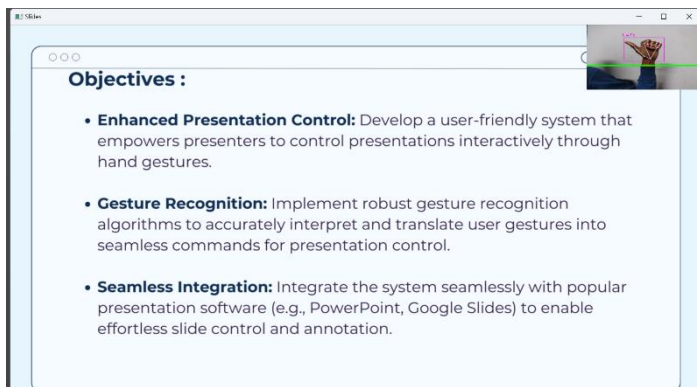 Slides
Objectives :
• Enhanced Presentation Control: Develop a user-friendly system that
empowers presenters to control presentations interactively through
hand gestures.
• Gesture Recognition: Implement robust gesture recognition
algorithms to accurately interpret and translate user gestures into
seamless commands for presentation control.
• Seamless Integration: Integrate the system seamlessly with popular
presentation software (e.g., PowerPoint, Google Slides) to enable
effortless slide control and annotation.